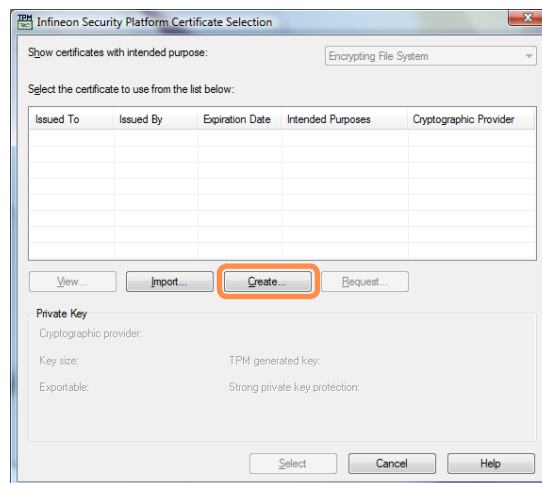 TPM Infineon Security Platform Certificate Selection
Show certificates with intended purpose: Encrypting File System
Select the certificate to use from the list below:
Issued To Issued By Expiration Date Intended Purposes Cryptographic Provider
View... Import... Create... Request...
Private Key
Cryptographic provider:
Key size: TPM generated key:
Exportable: Strong private key protection:
Select Cancel Help